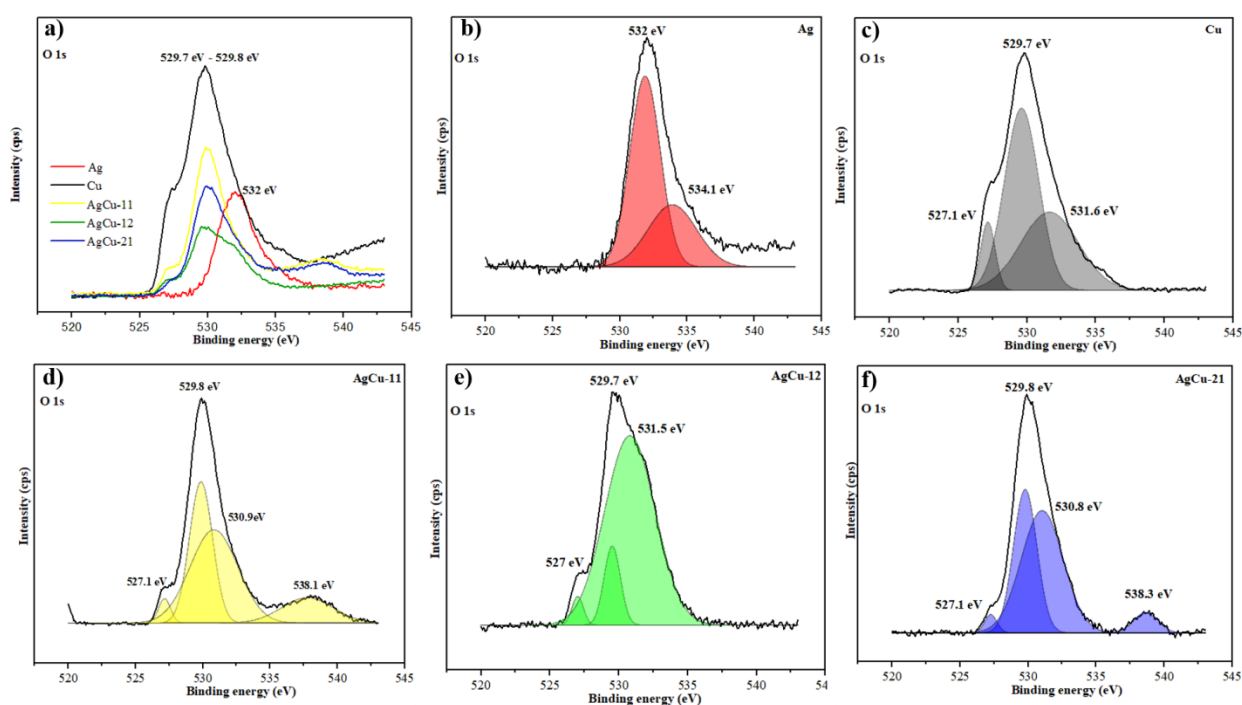 a)
O 1s
529.7 eV - 529.8 eV
532 eV
Ag
Cu
AgCu-11
AgCu-12
AgCu-21
Intensity (cps)
520 525 530 535 540 545
Binding energy (eV)
b)
Ag
O 1s
532 eV
534.1 eV
Intensity (cps)
520 525 530 535 540 545
Binding energy (eV)
c)
Cu
O 1s
529.7 eV
527.1 eV
531.6 eV
Intensity (cps)
520 525 530 535 540 545
Binding energy (eV)
d)
AgCu-11
O 1s
529.8 eV
530.9eV
527.1 eV
538.1 eV
Intensity (cps)
520 525 530 535 540 545
Binding energy (eV)
e)
AgCu-12
O 1s
529.7 eV
531.5 eV
527 eV
Intensity (cps)
520 525 530 535 540 54
Binding energy (eV)
f)
AgCu-21
O 1s
529.8 eV
530.8 eV
527.1 eV
538.3 eV
Intensity (cps)
520 525 530 535 540 545
Binding energy (eV)